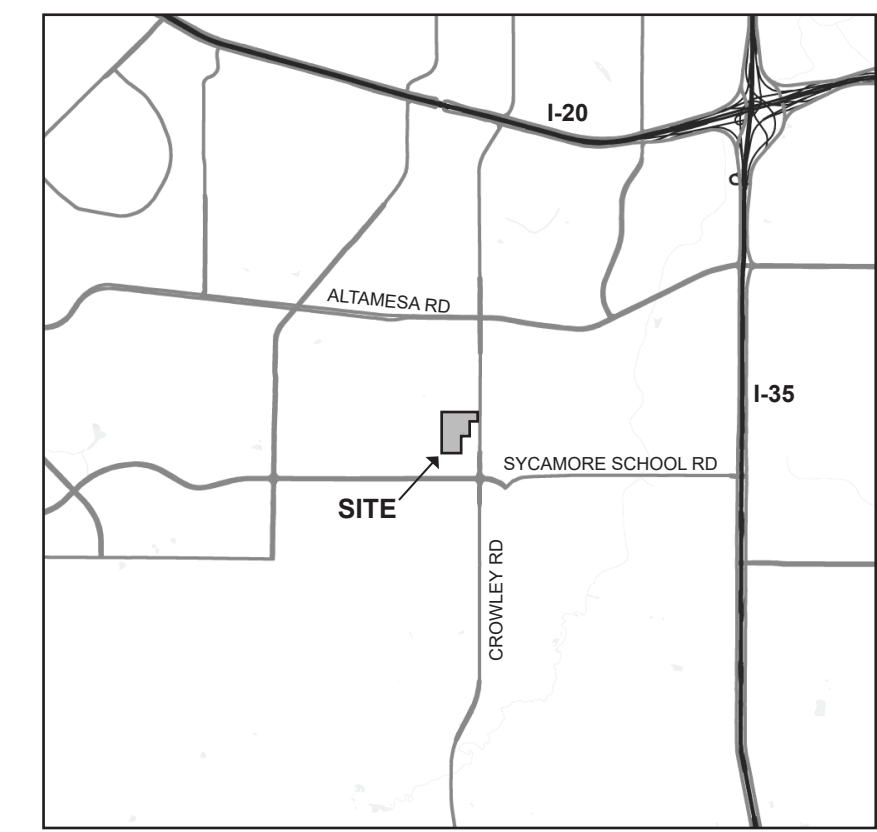 I-20
ALTAMESA RD
I-35
SYCAMORE SCHOOL RD
SITE
CROWLEY RD